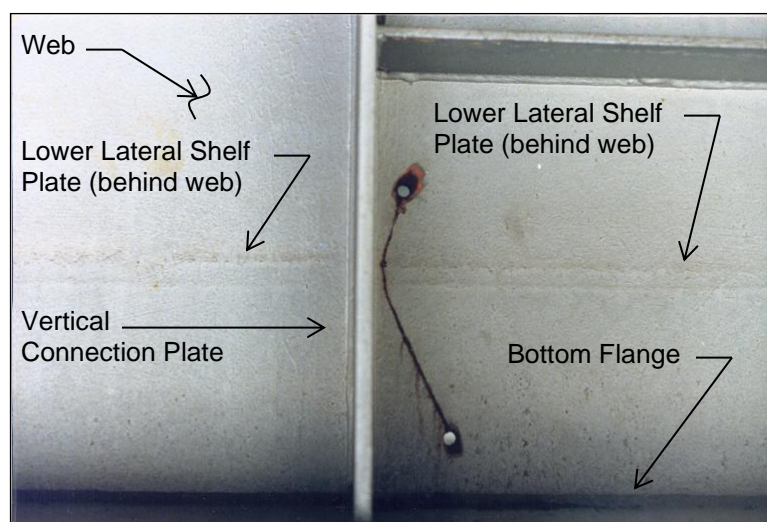 Web
Lower Lateral Shelf
Plate (behind web)
Lower Lateral Shelf
Plate (behind web)
Vertical
Connection Plate
Bottom Flange